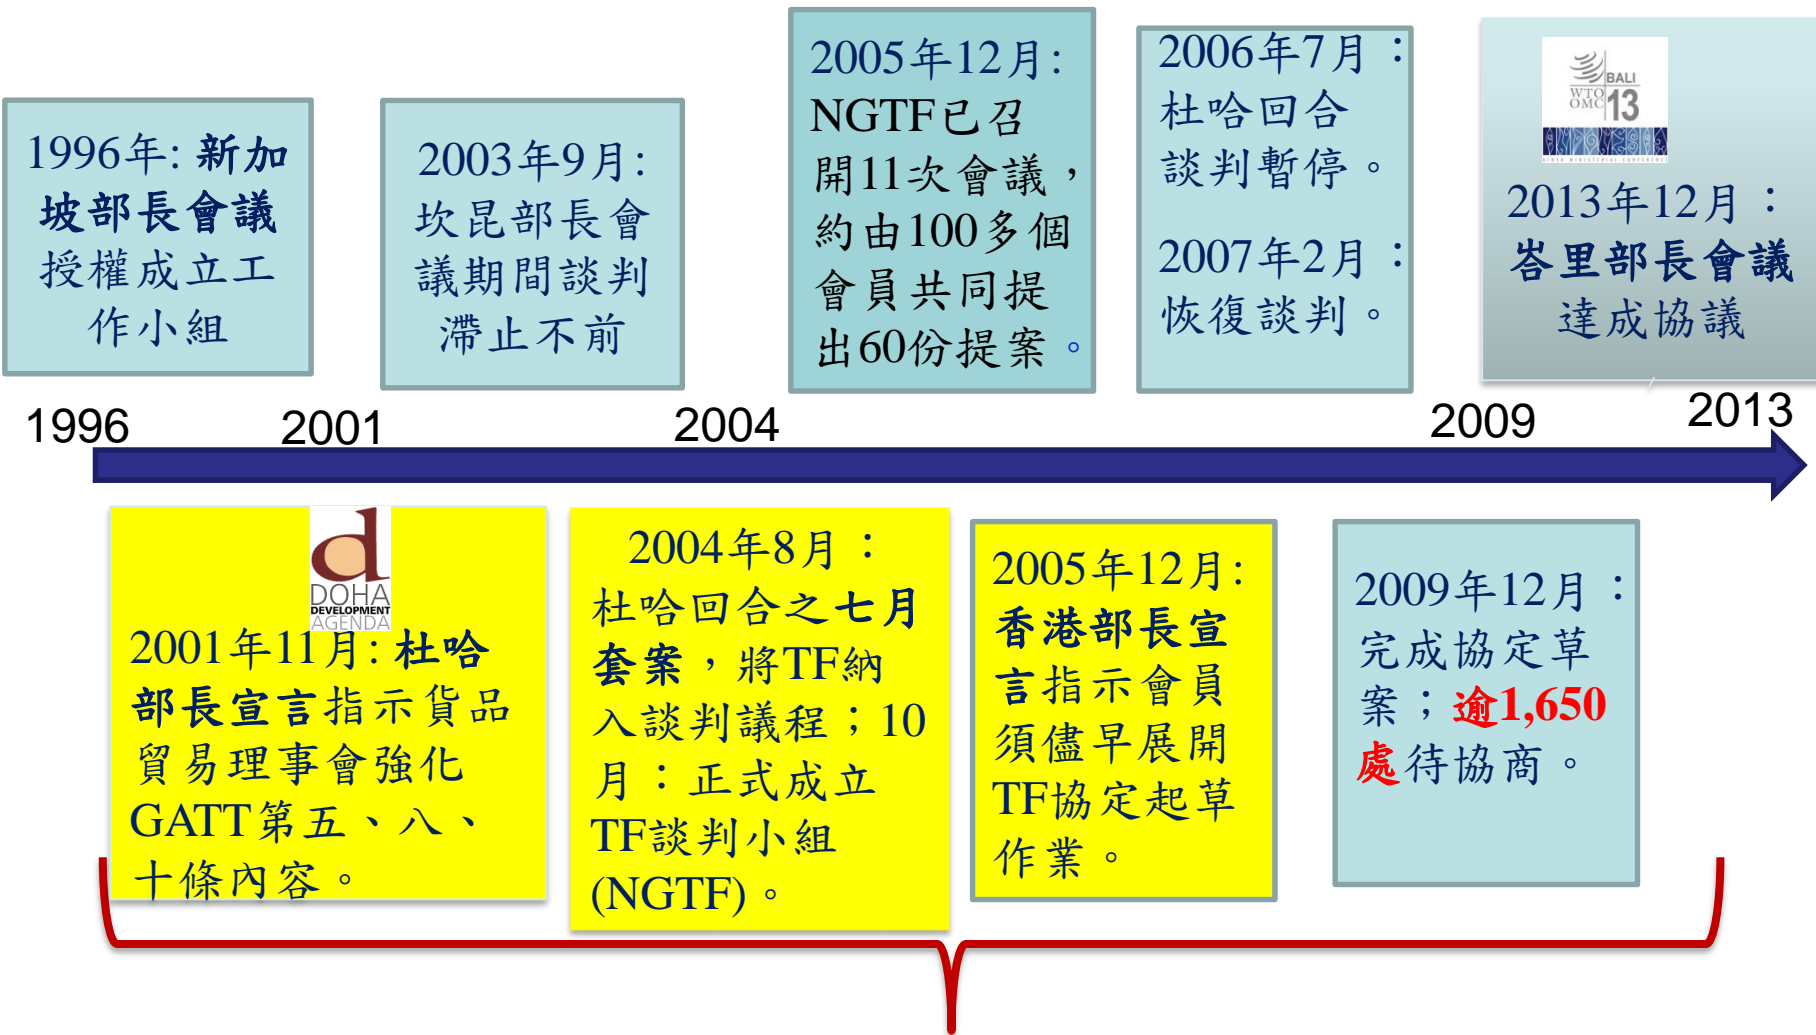 1996年: 新加
坡部長會議
授權成立工
作小組
2003年9月:
坎昆部長會
議期間談判
滯止不前
2005年12月:
NGTF已召
開11次會議，
約由100多個
會員共同提
出60份提案。
2006年7月：
杜哈回合
談判暫停。
2007年2月：
恢復談判。
BALI
WTO
OMC
13
NINTH MINISTERIAL CONFERENCE
2013年12月：
峇里部長會議
達成協議
1996
2001
2004
2009
2013
d
DOHA
DEVELOPMENT
AGENDA
2001年11月: 杜哈
部長宣言指示貨品
貿易理事會強化
GATT第五、八、
十條內容。
2004年8月：
杜哈回合之七月
套案，將TF納
入談判議程；10
月：正式成立
TF談判小組
(NGTF)。
2005年12月:
香港部長宣
言指示會員
須儘早展開
TF協定起草
作業。
2009年12月：
完成協定草
案；逾1,650
處待協商。